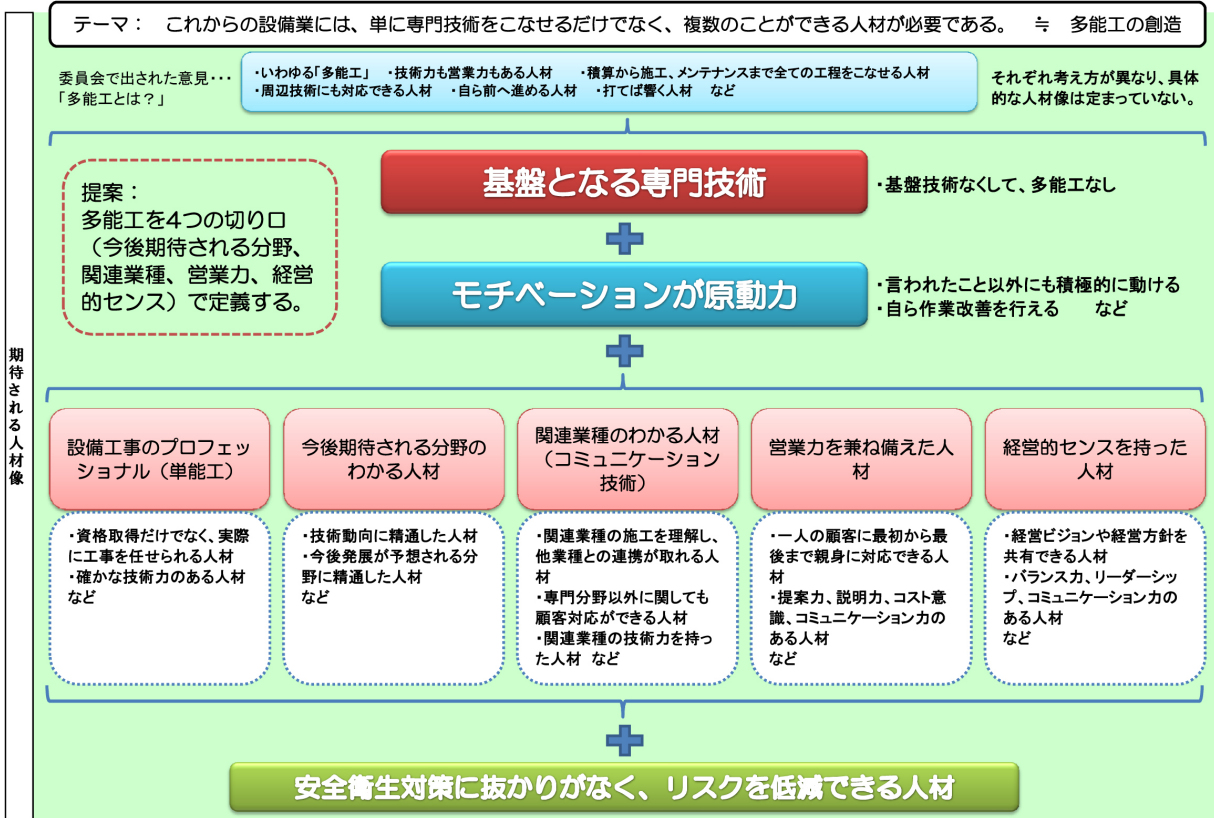 テーマ： これからの設備業には、単に専門技術をこなせるだけでなく、複数のことができる人材が必要である。 ≒ 多能工の創造
委員会で出された意見･･･
「多能工とは？」
・いわゆる「多能工」 ・技術力も営業力もある人材 ・積算から施工、メンテナンスまで全ての工程をこなせる人材
・周辺技術にも対応できる人材 ・自ら前へ進める人材 ・打てば響く人材 など
それぞれ考え方が異なり、具体
的な人材像は定まっていない。
提案：
多能工を4つの切り口
（今後期待される分野、
関連業種、営業力、経営
的センス）で定義する。
基盤となる専門技術
・基盤技術なくして、多能工なし
モチベーションが原動力
・言われたこと以外にも積極的に動ける
・自ら作業改善を行える など
期待される人材像
設備工事のプロフェッ
ショナル（単能工）
・資格取得だけでなく、実際
に工事を任せられる人材
・確かな技術力のある人材
など
今後期待される分野の
わかる人材
・技術動向に精通した人材
・今後発展が予想される分
野に精通した人材
など
関連業種のわかる人材
（コミュニケーション
技術）
・関連業種の施工を理解し、
他業種との連携が取れる人
材
・専門分野以外に関しても
顧客対応ができる人材
・関連業種の技術力を持っ
た人材 など
営業力を兼ね備えた人
材
・一人の顧客に最初から最
後まで親身に対応できる人
材
・提案力、説明力、コスト意
識、コミュニケーション力の
ある人材
など
経営的センスを持った
人材
・経営ビジョンや経営方針を
共有できる人材
・バランス力、リーダーシッ
プ、コミュニケーション力の
ある人材
など
安全衛生対策に抜かりがなく、リスクを低減できる人材